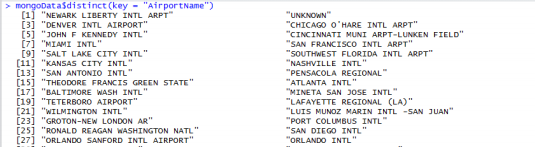 > mongoData$distinct(key = "AirportName")
[1] "NEWARK LIBERTY INTL ARPT" "UNKNOWN"
[3] "DENVER INTL AIRPORT" "CHICAGO O'HARE INTL ARPT"
[5] "JOHN F KENNEDY INTL" "CINCINNATI MUNI ARPT-LUNKEN FIELD"
[7] "MIAMI INTL" "SAN FRANCISCO INTL ARPT"
[9] "SALT LAKE CITY INTL" "SOUTHWEST FLORIDA INTL ARPT"
[11] "KANSAS CITY INTL" "NASHVILLE INTL"
[13] "SAN ANTONIO INTL" "PENSACOLA REGIONAL"
[15] "THEODORE FRANCIS GREEN STATE" "ATLANTA INTL"
[17] "BALTIMORE WASH INTL" "MINETA SAN JOSE INTL"
[19] "TETERBORO AIRPORT" "LAFAYETTE REGIONAL (LA)"
[21] "WILMINGTON INTL" "LUIS MUNOZ MARIN INTL -SAN JUAN"
[23] "GROTON-NEW LONDON AR" "PORT COLUMBUS INTL"
[25] "RONALD REAGAN WASHINGTON NATL" "SAN DIEGO INTL"
[27] "ORLANDO SANFORD INTL AIRPORT" "ORLANDO INTL"